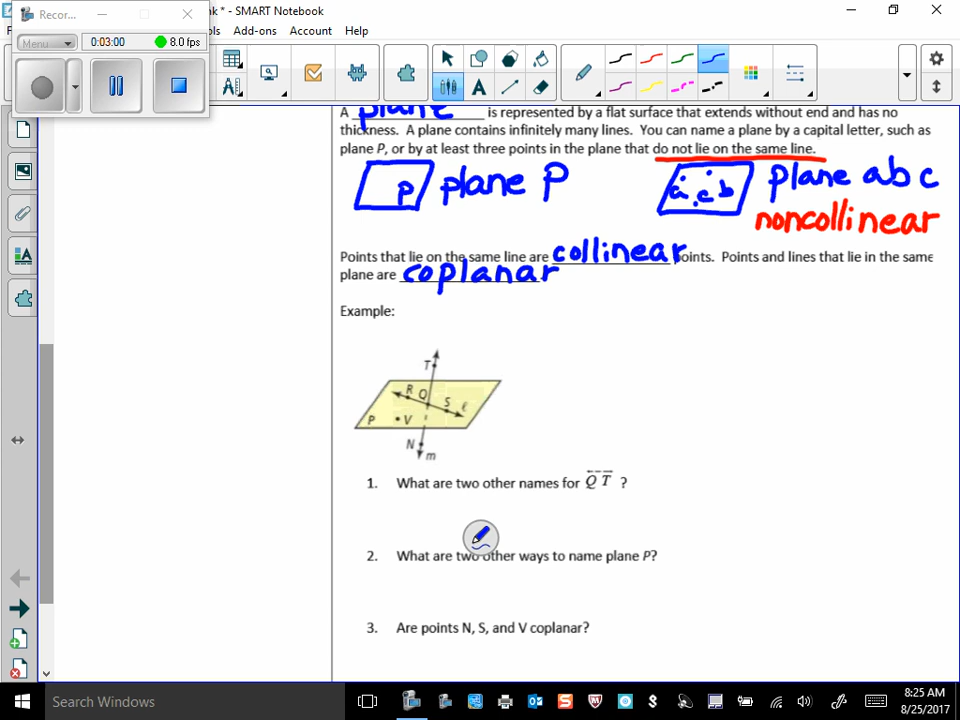 Recor...
nk * - SMART Notebook
ols Add-ons Account Help
Menu
0:03:00
8.0 fps
A plane is represented by a flat surface that extends without end and has no
thickness. A plane contains infinitely many lines. You can name a plane by a capital letter, such as
plane P, or by at least three points in the plane that do not lie on the same line.
P plane P
a c b plane abc
noncollinear
Points that lie on the same line are collinear points. Points and lines that lie in the same
plane are coplanar
Example:
T
R Q S ℓ
P V
N
m
1. What are two other names for QT ?
2. What are two other ways to name plane P?
3. Are points N, S, and V coplanar?
Search Windows
8:25 AM
8/25/2017